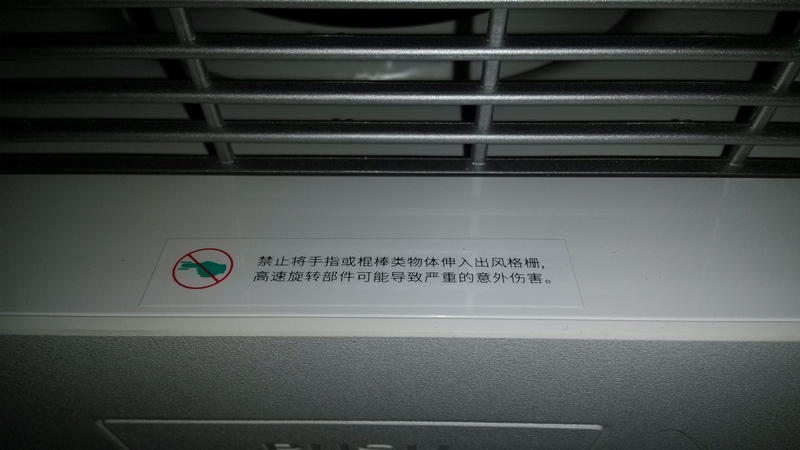 禁止将手指或棍棒类物体伸入出风格栅,
高速旋转部件可能导致严重的意外伤害。